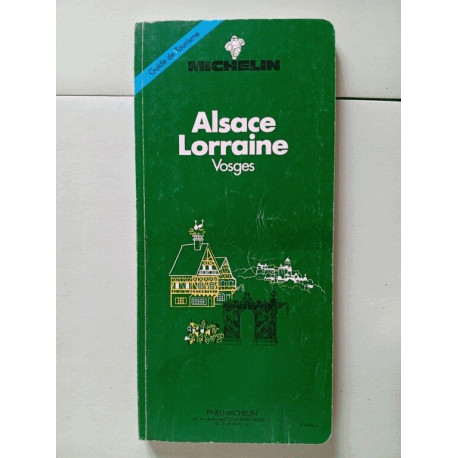 Guide de Tourisme
MICHELIN
Alsace
Lorraine
Vosges
PNEU MICHELIN